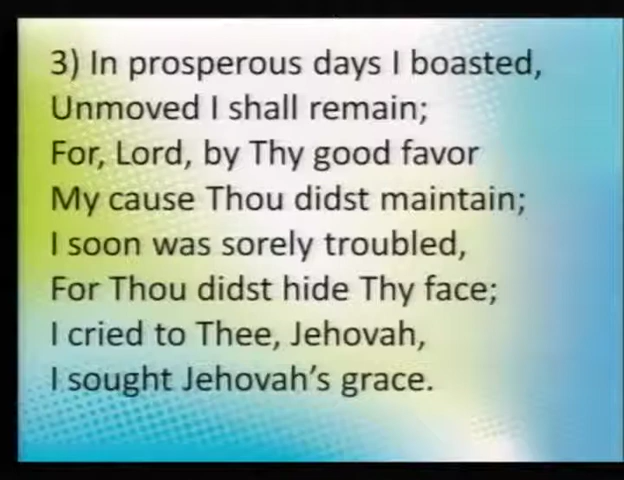 3) In prosperous days I boasted,
Unmoved I shall remain;
For, Lord, by Thy good favor
My cause Thou didst maintain;
I soon was sorely troubled,
For Thou didst hide Thy face;
I cried to Thee, Jehovah,
I sought Jehovah's grace.